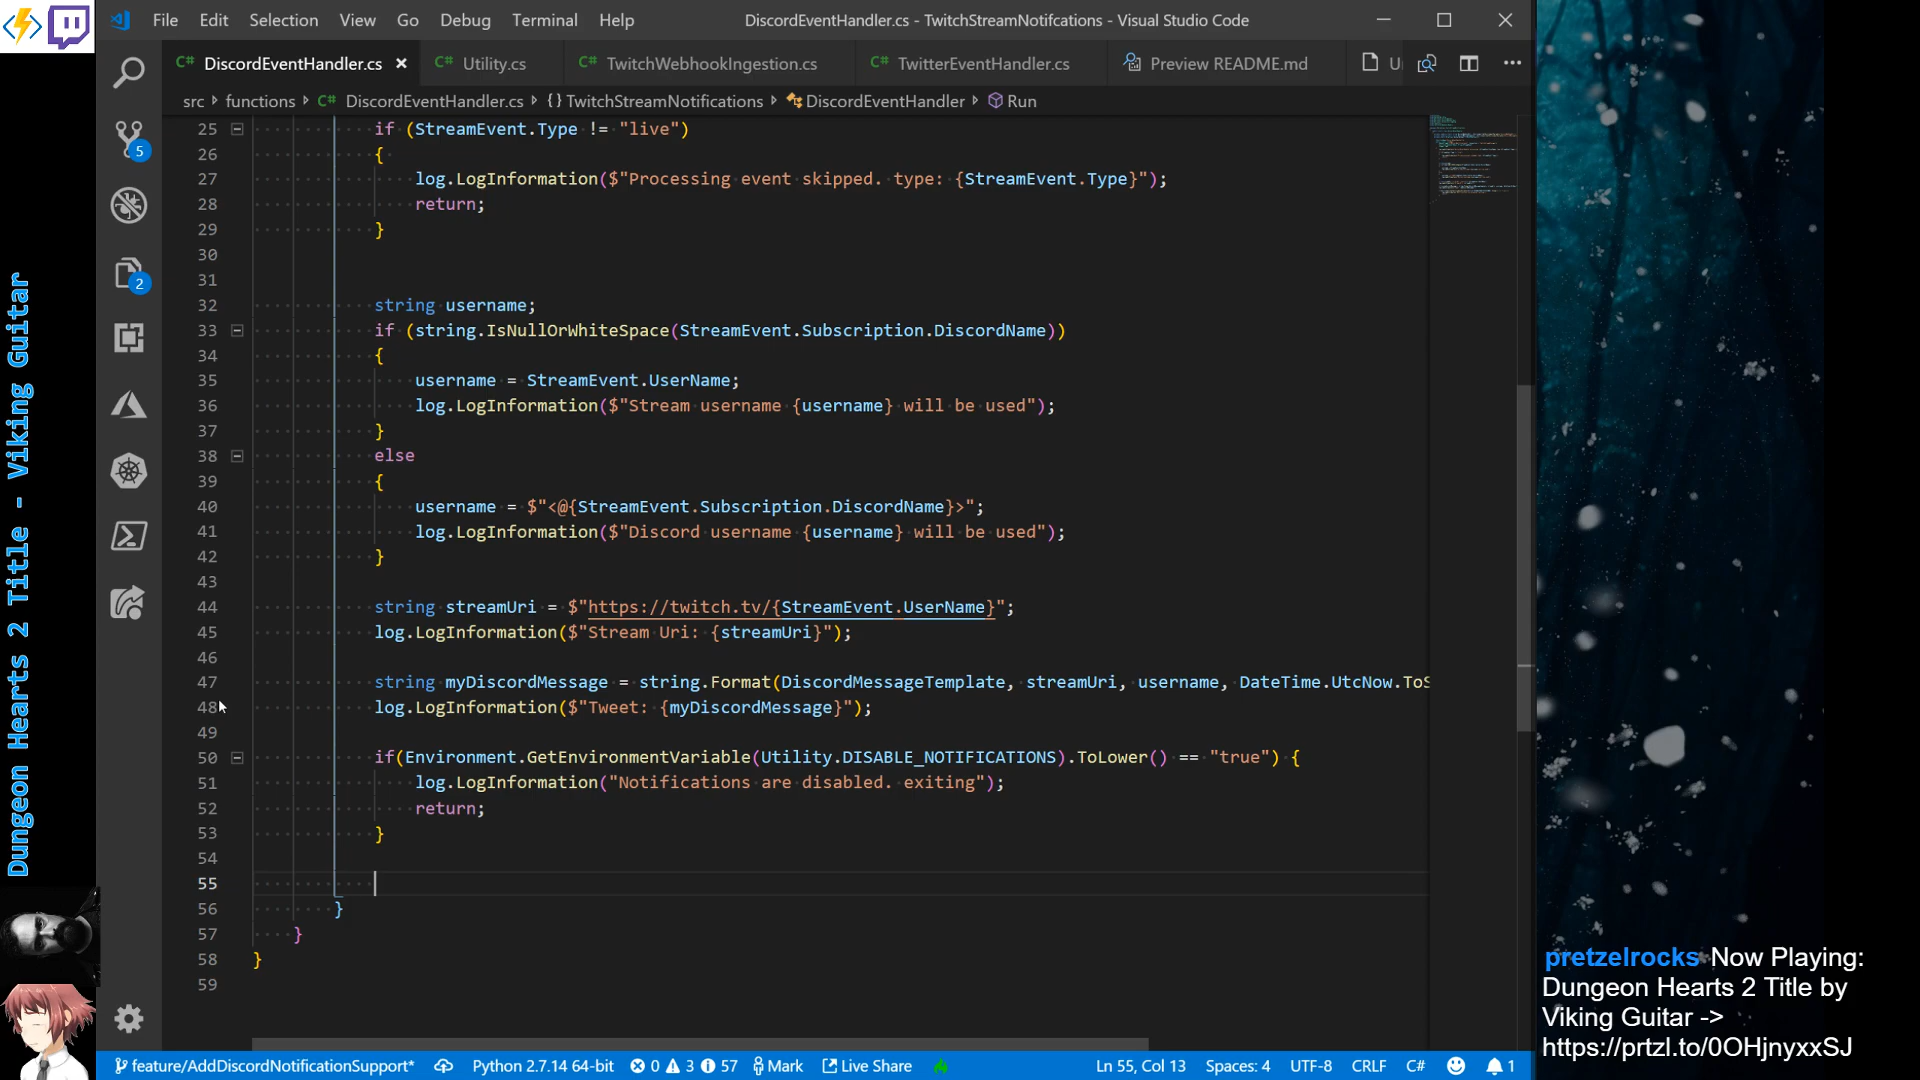 File Edit Selection View Go Debug Terminal Help DiscordEventHandler.cs - TwitchStreamNotifcations - Visual Studio Code
C# DiscordEventHandler.cs C# Utility.cs C# TwitchWebhookIngestion.cs C# TwitterEventHandler.cs Preview README.md
src functions C# DiscordEventHandler.cs {} TwitchStreamNotifications DiscordEventHandler Run
25 if (StreamEvent.Type != "live")
26 {
27 log.LogInformation($"Processing event skipped. type: {StreamEvent.Type}");
28 return;
29 }
30
31
32 string username;
33 if (string.IsNullOrWhiteSpace(StreamEvent.Subscription.DiscordName))
34 {
35 username = StreamEvent.UserName;
36 log.LogInformation($"Stream username {username} will be used");
37 }
38 else
39 {
40 username = $"<@{StreamEvent.Subscription.DiscordName}>";
41 log.LogInformation($"Discord username {username} will be used");
42 }
43
44 string streamUri = $"https://twitch.tv/{StreamEvent.UserName}";
45 log.LogInformation($"Stream Uri: {streamUri}");
46
47 string myDiscordMessage = string.Format(DiscordMessageTemplate, streamUri, username, DateTime.UtcNow.ToS
48 log.LogInformation($"Tweet: {myDiscordMessage}");
49
50 if(Environment.GetEnvironmentVariable(Utility.DISABLE_NOTIFICATIONS).ToLower() == "true") {
51 log.LogInformation("Notifications are disabled. exiting");
52 return;
53 }
54
55
56 }
57 }
58 }
59
5
2
feature/AddDiscordNotificationSupport* Python 2.7.14 64-bit 0 3 57 Mark Live Share Ln 55, Col 13 Spaces: 4 UTF-8 CRLF C# 1
Dungeon Hearts 2 Title - Viking Guitar
pretzelrocks Now Playing:
Dungeon Hearts 2 Title by
Viking Guitar ->
https://prtzl.to/0OHjnyxxSJ